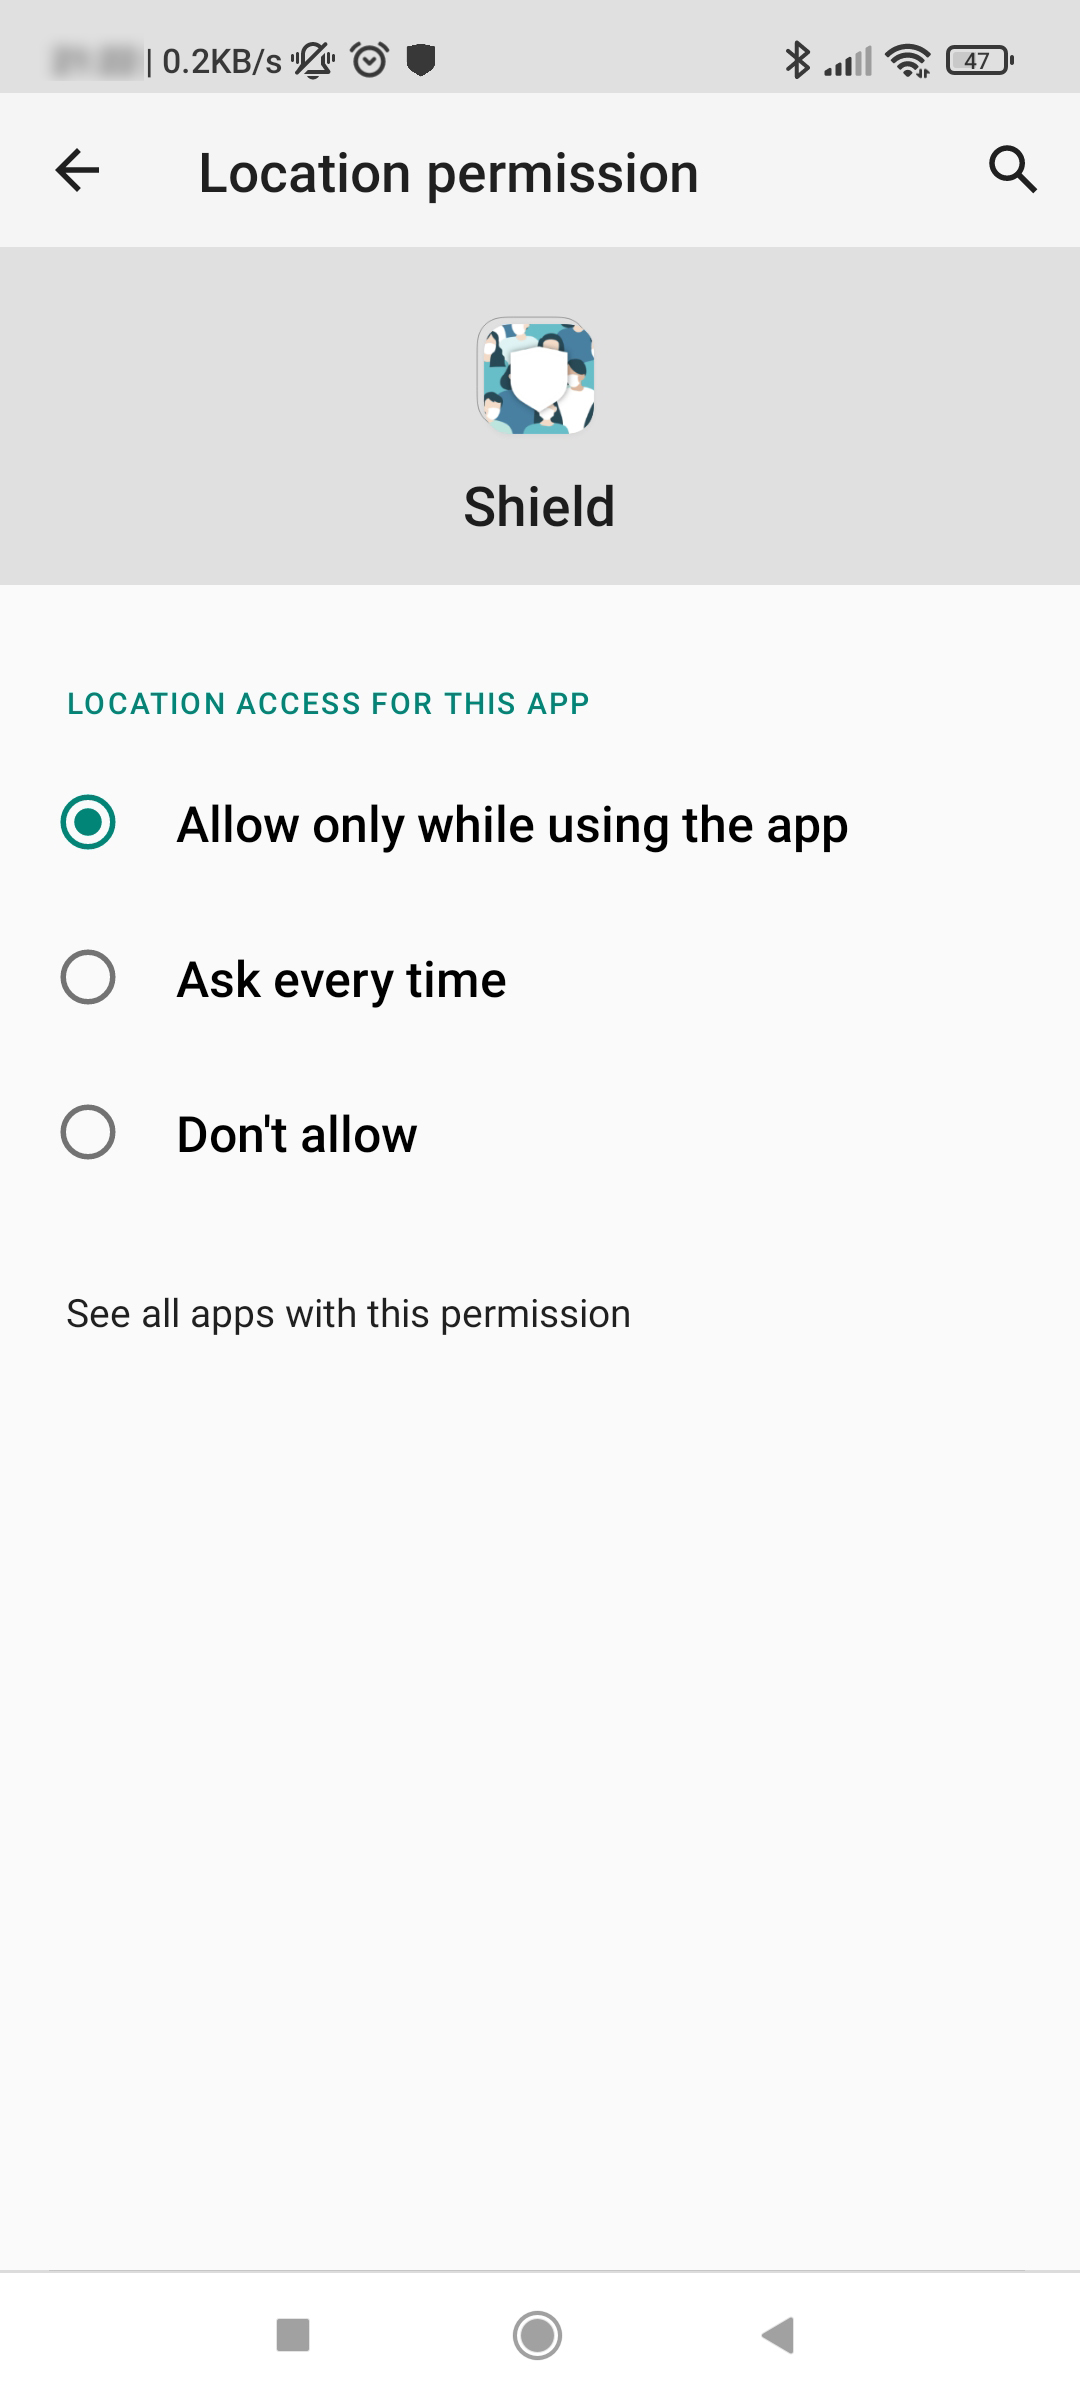 | 0.2KB/s
47
Location permission
Shield
LOCATION ACCESS FOR THIS APP
Allow only while using the app
Ask every time
Don't allow
See all apps with this permission